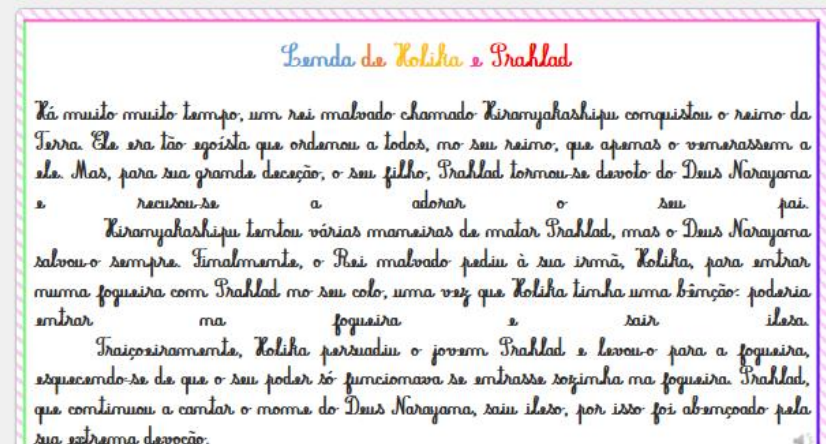 Lenda de Holika e Prahlad
Há muito muito tempo, um rei malvado chamado Hiranyakashipu conquistou o reino da
Terra. Ele era tão egoísta que ordenou a todos, no seu reino, que apenas o venerassem a
ele. Mas, para sua grande deceção, o seu filho, Prahlad tornou-se devoto do Deus Narayana
e recusou-se a adorar o seu pai.
Hiranyakashipu tentou várias maneiras de matar Prahlad, mas o Deus Narayana
salvou-o sempre. Finalmente, o Rei malvado pediu à sua irmã, Holika, para entrar
numa fogueira com Prahlad no seu colo, uma vez que Holika tinha uma bênção: poderia
entrar na fogueira e sair ilesa.
Traiçoeiramente, Holika persuadiu o jovem Prahlad e levou-o para a fogueira,
esquecendo-se de que o seu poder só funcionava se entrasse sozinha na fogueira. Prahlad,
que continuou a cantar o nome do Deus Narayana, saiu ileso, por isso foi abençoado pela
sua extrema devoção.